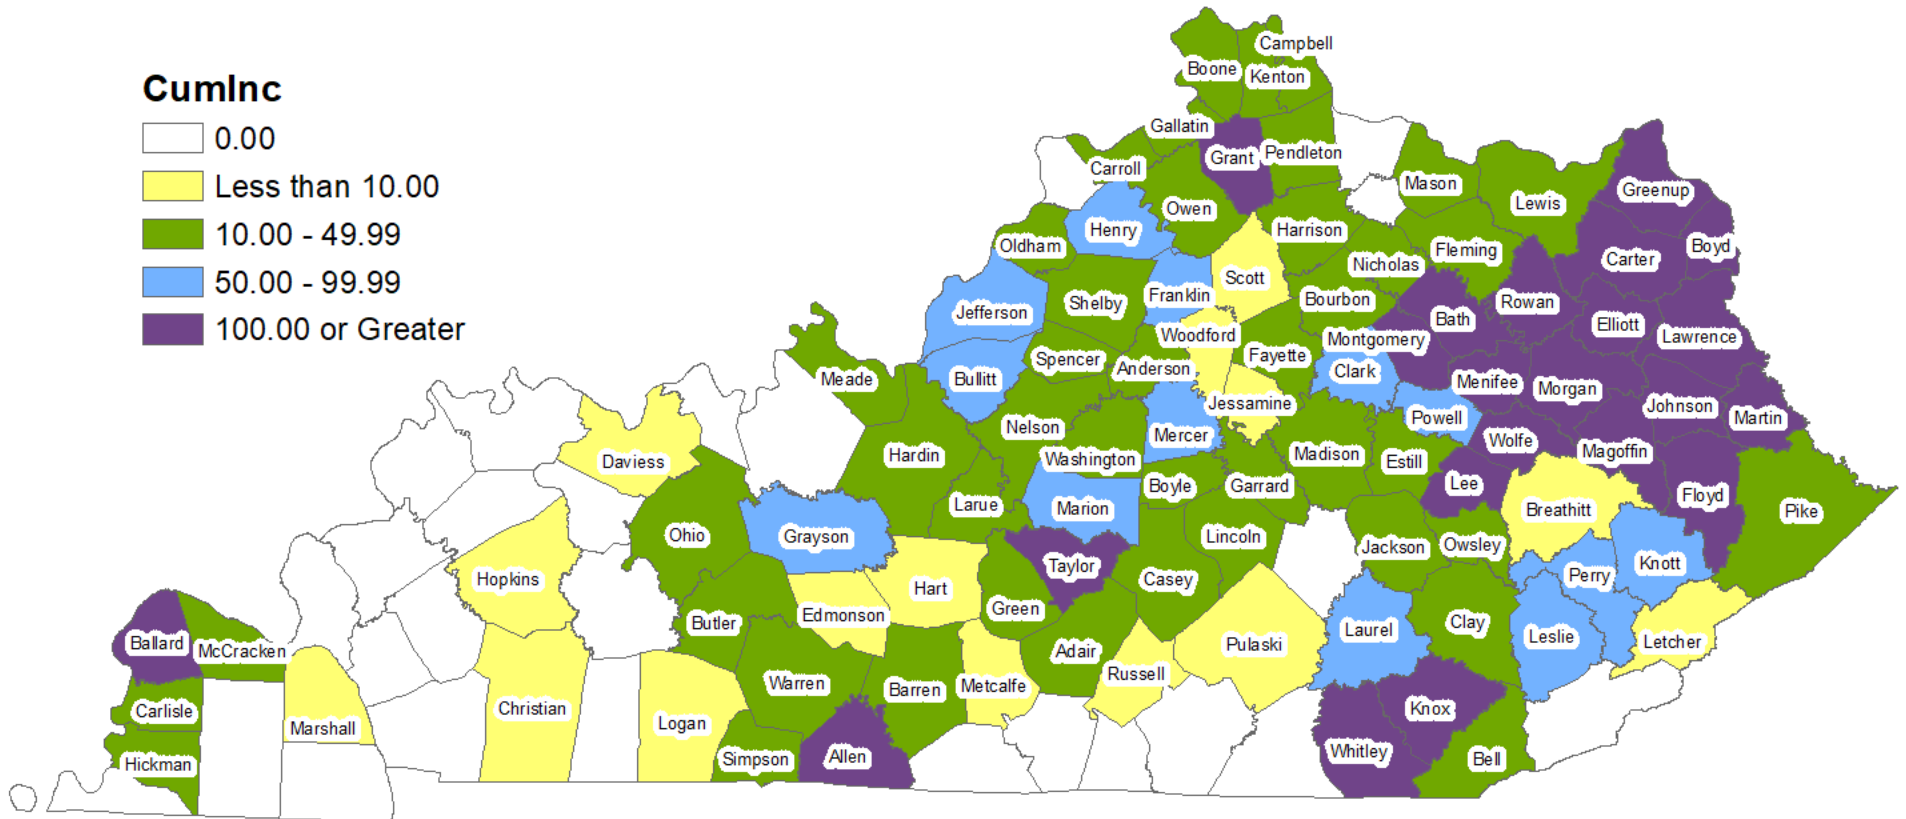 CumInc
0.00
Less than 10.00
10.00 - 49.99
50.00 - 99.99
100.00 or Greater
Campbell
Boone
Kenton
Gallatin
Grant
Pendleton
Carroll
Mason
Greenup
Lewis
Owen
Henry
Harrison
Oldham
Fleming
Boyd
Carter
Nicholas
Scott
Franklin
Bourbon
Shelby
Rowan
Jefferson
Bath
Elliott
Woodford
Montgomery
Lawrence
Fayette
Spencer
Anderson
Clark
Meade
Bullitt
Menifee
Morgan
Jessamine
Johnson
Powell
Martin
Nelson
Mercer
Wolfe
Magoffin
Hardin
Madison
Washington
Daviess
Estill
Lee
Boyle
Garrard
Floyd
Larue
Marion
Breathitt
Pike
Ohio
Grayson
Lincoln
Jackson
Owsley
Taylor
Knott
Perry
Hopkins
Casey
Hart
Green
Edmonson
Butler
Clay
Laurel
Leslie
Letcher
Ballard
McCracken
Pulaski
Adair
Russell
Warren
Metcalfe
Barren
Carlisle
Christian
Knox
Logan
Marshall
Whitley
Allen
Simpson
Bell
Hickman